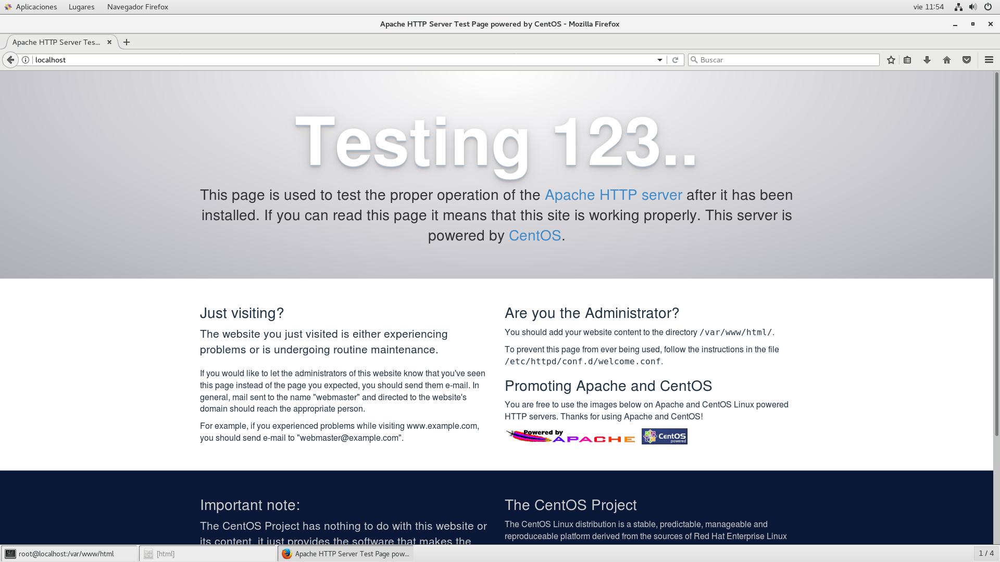 Aplicaciones Lugares Navegador Firefox vie 11:54
Apache HTTP Server Test Page powered by CentOS - Mozilla Firefox
Apache HTTP Server Tes...
localhost
Buscar
Testing 123..
This page is used to test the proper operation of the Apache HTTP server after it has been
installed. If you can read this page it means that this site is working properly. This server is
powered by CentOS.
Just visiting?
The website you just visited is either experiencing
problems or is undergoing routine maintenance.
If you would like to let the administrators of this website know that you've seen
this page instead of the page you expected, you should send them e-mail. In
general, mail sent to the name "webmaster" and directed to the website's
domain should reach the appropriate person.
For example, if you experienced problems while visiting www.example.com,
you should send e-mail to "webmaster@example.com".
Are you the Administrator?
You should add your website content to the directory /var/www/html/.
To prevent this page from ever being used, follow the instructions in the file
/etc/httpd/conf.d/welcome.conf.
Promoting Apache and CentOS
You are free to use the images below on Apache and CentOS Linux powered
HTTP servers. Thanks for using Apache and CentOS!
Powered by
APACHE
CentOS
powered
Important note:
The CentOS Project has nothing to do with this website or
its content, it just provides the software that makes the
The CentOS Project
The CentOS Linux distribution is a stable, predictable, manageable and
reproduceable platform derived from the sources of Red Hat Enterprise Linux
root@localhost:/var/www/html [html] Apache HTTP Server Test Page pow... 1 / 4